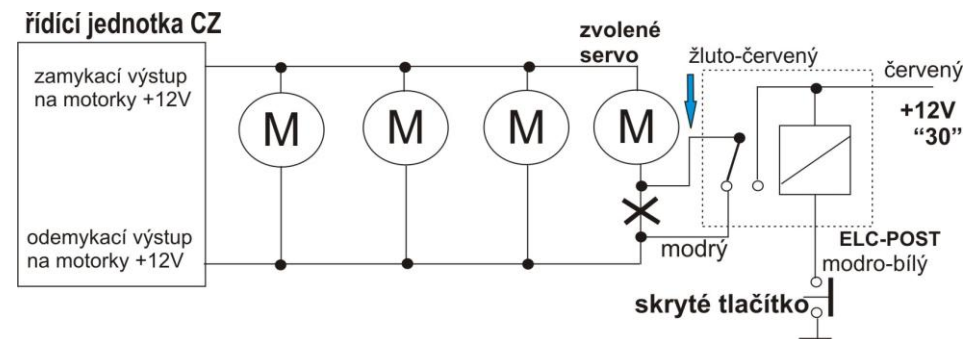 řídící jednotka CZ
zamykací výstup
na motorky +12V
odemykací výstup
na motorky +12V
M
M
M
M
zvolené
servo
žluto-červený
červený
+12V
“30”
modrý
ELC-POST
modro-bílý
skryté tlačítko